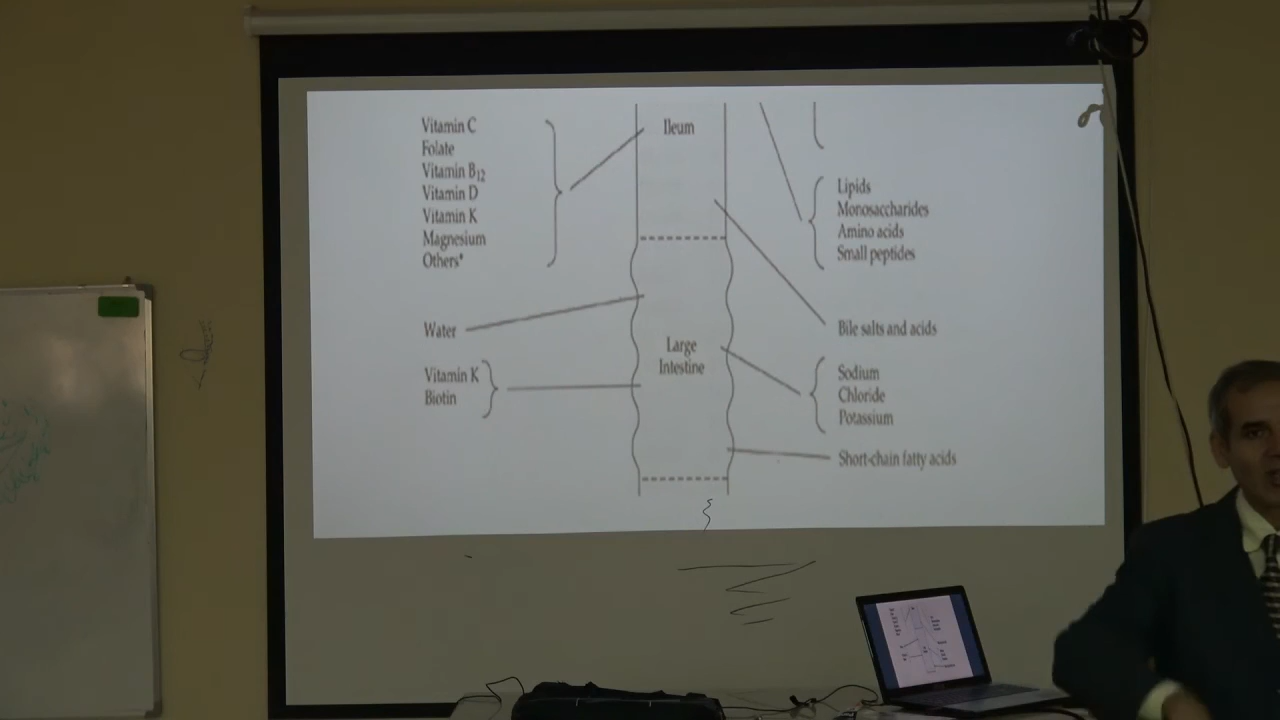 Vitamin C
Folate
Vitamin B12
Vitamin D
Vitamin K
Magnesium
Others*
Water
Vitamin K
Biotin
Ileum
Large
Intestine
Lipids
Monosaccharides
Amino acids
Small peptides
Bile salts and acids
Sodium
Chloride
Potassium
Short-chain fatty acids